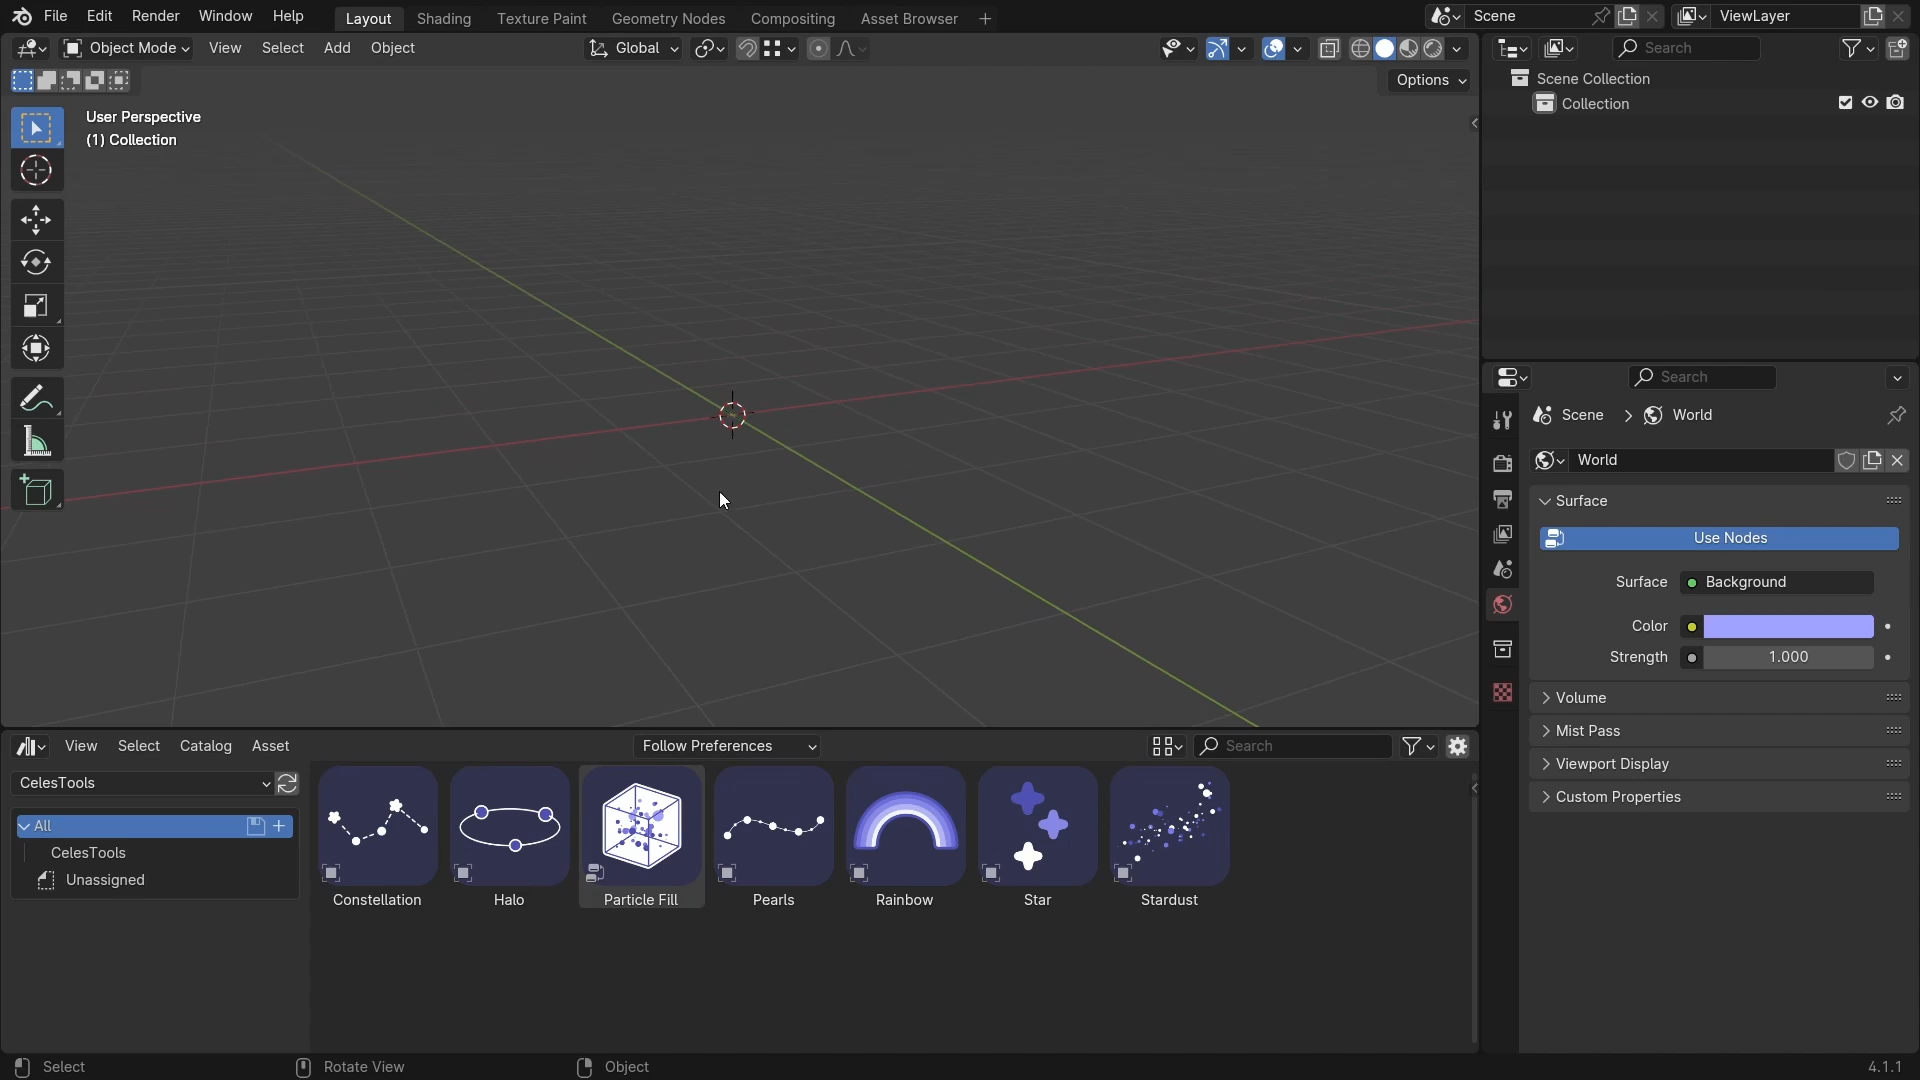 File Edit Render Window Help
Layout Shading Texture Paint Geometry Nodes Compositing Asset Browser
Scene
ViewLayer
Object Mode View Select Add Object
Global
Search
Options
User Perspective
(1) Collection
Scene Collection
Collection
Search
Scene World
World
Surface
Use Nodes
Surface Background
Color
Strength 1.000
Volume
Mist Pass
Viewport Display
Custom Properties
View Select Catalog Asset
Follow Preferences
Search
CelesTools
All
CelesTools
Unassigned
Constellation Halo Particle Fill Pearls Rainbow Star Stardust
Select Rotate View Object 4.1.1